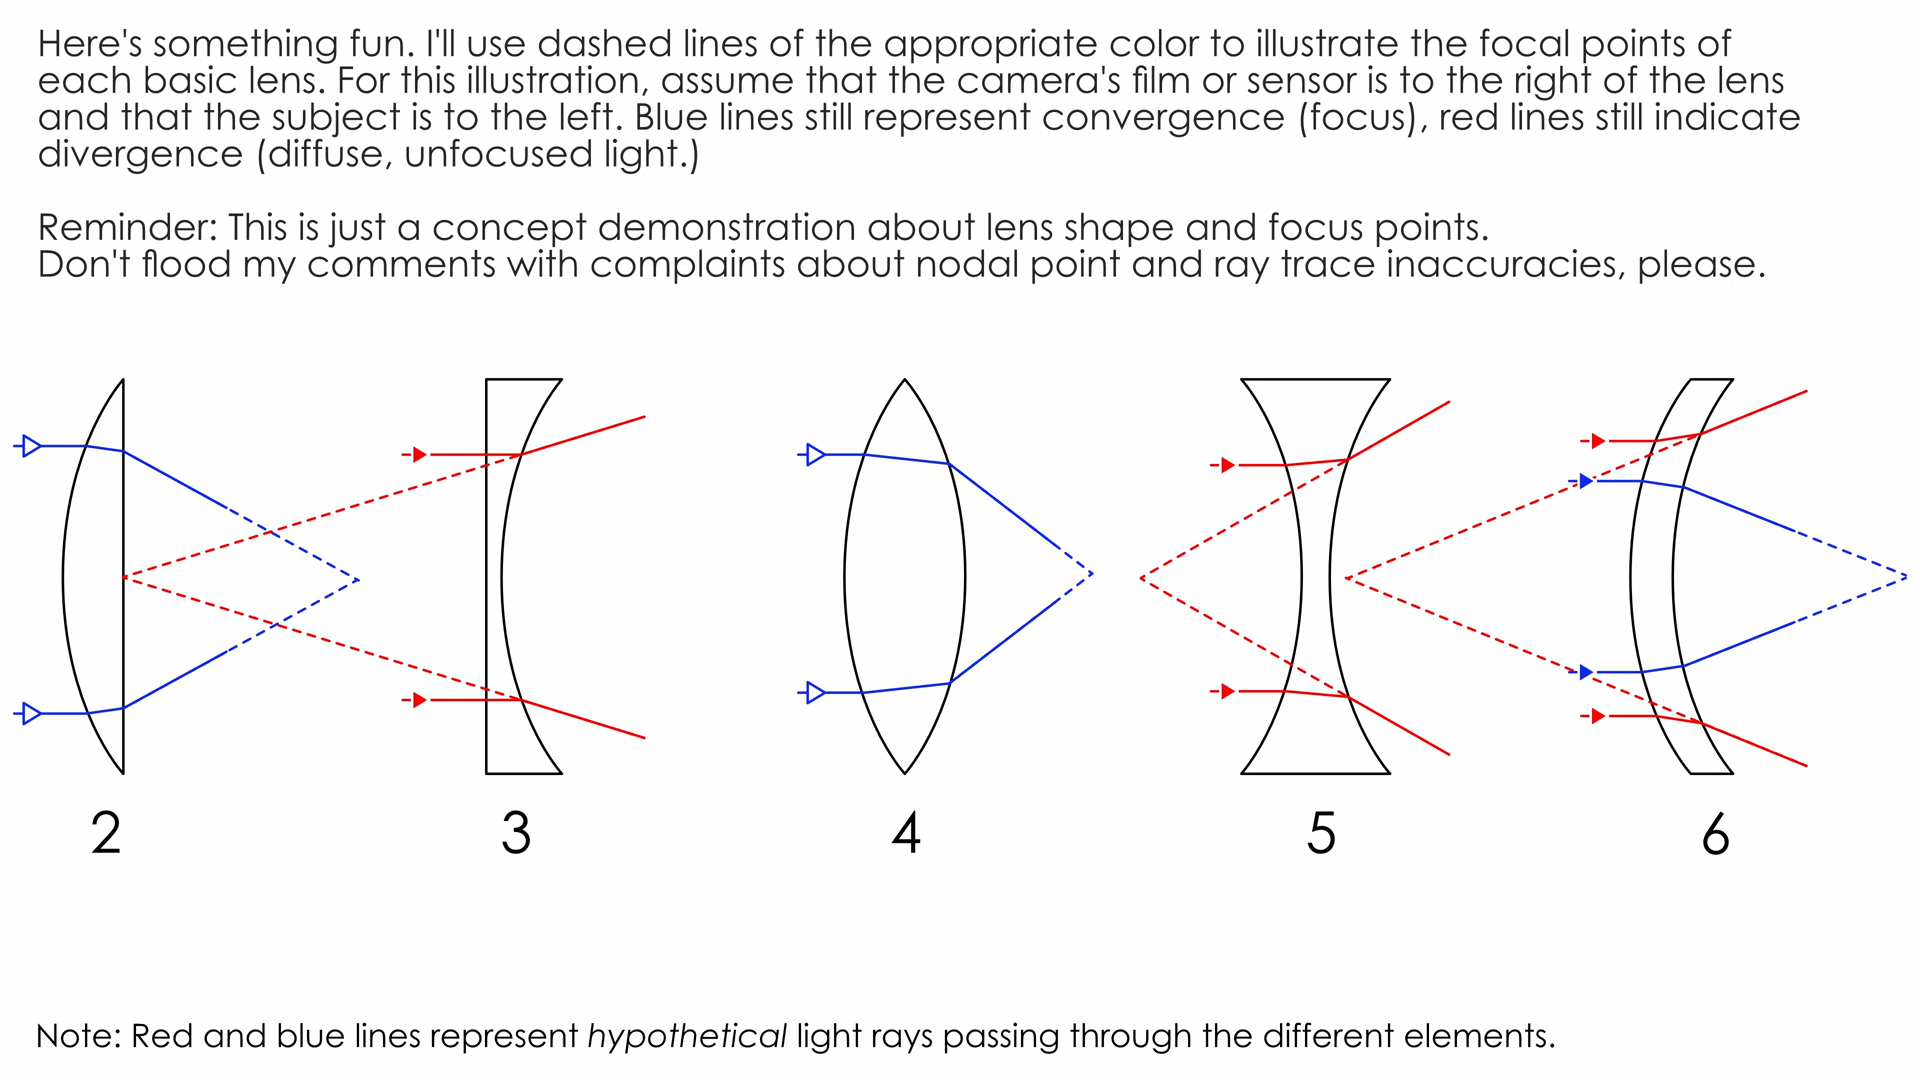 Here's something fun. I'll use dashed lines of the appropriate color to illustrate the focal points of
each basic lens. For this illustration, assume that the camera's film or sensor is to the right of the lens
and that the subject is to the left. Blue lines still represent convergence (focus), red lines still indicate
divergence (diffuse, unfocused light.)
Reminder: This is just a concept demonstration about lens shape and focus points.
Don't flood my comments with complaints about nodal point and ray trace inaccuracies, please.
2 3 4 5 6
Note: Red and blue lines represent hypothetical light rays passing through the different elements.